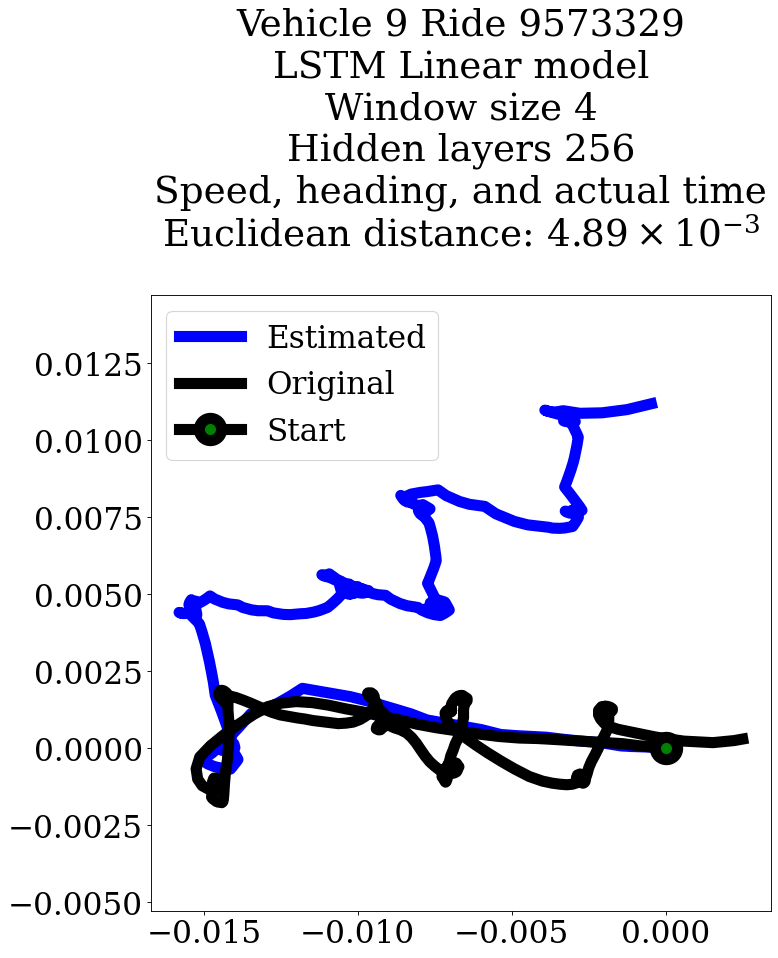 Vehicle 9 Ride 9573329
LSTM Linear model
Window size 4
Hidden layers 256
Speed, heading, and actual time
Euclidean distance: 4.89 × 10⁻³
Estimated
Original
Start
0.0125
0.0100
0.0075
0.0050
0.0025
0.0000
−0.0025
−0.0050
−0.015 −0.010 −0.005 0.000